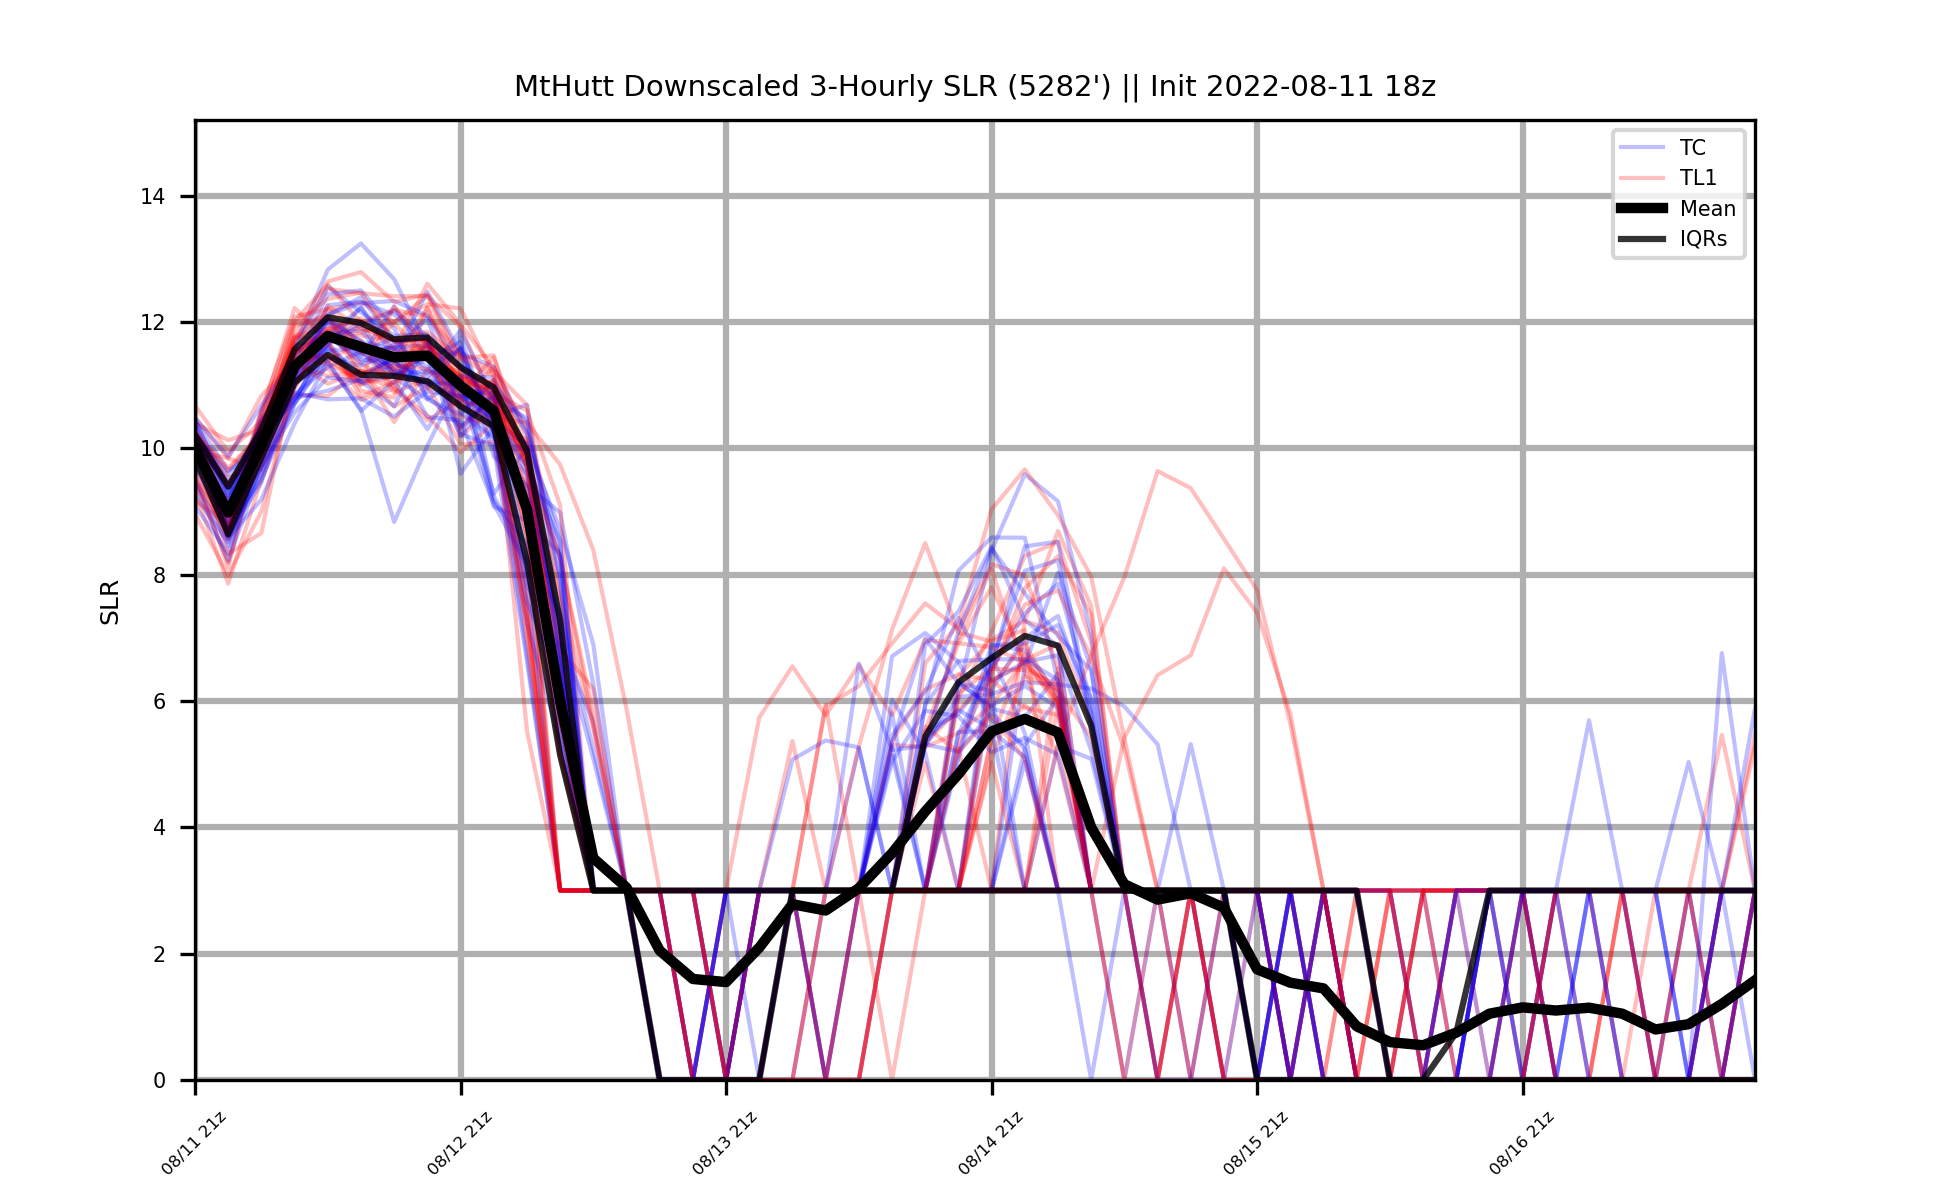 MtHutt Downscaled 3-Hourly SLR (5282') || Init 2022-08-11 18z
TC
TL1
Mean
IQRs
14
12
10
8
6
4
2
0
SLR
08/11 21z
08/12 21z
08/13 21z
08/14 21z
08/15 21z
08/16 21z